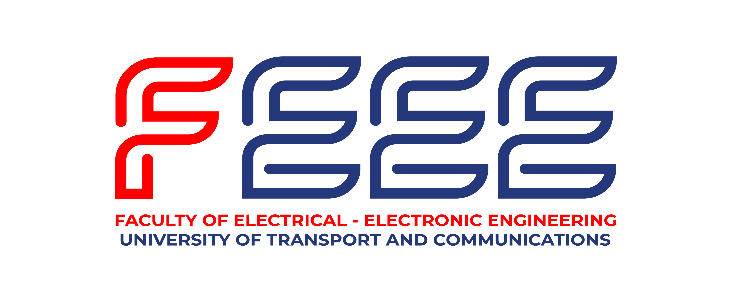 FEEE
FACULTY OF ELECTRICAL - ELECTRONIC ENGINEERING
UNIVERSITY OF TRANSPORT AND COMMUNICATIONS